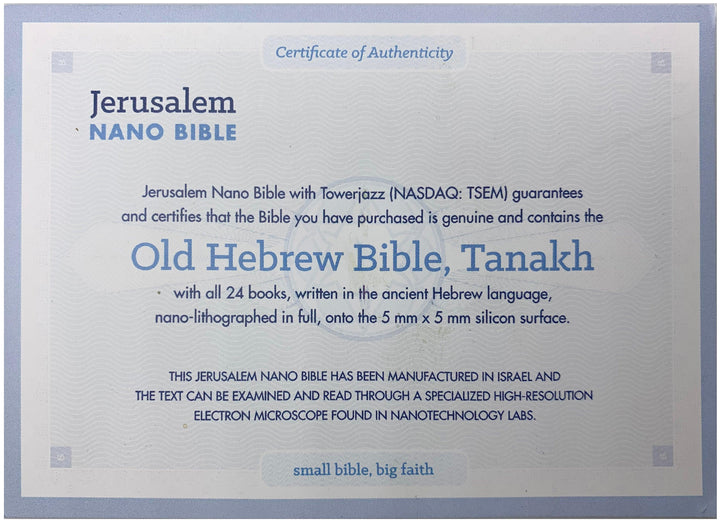 Certificate of Authenticity
Jerusalem
NANO BIBLE
Jerusalem Nano Bible with Towerjazz (NASDAQ: TSEM) guarantees
and certifies that the Bible you have purchased is genuine and contains the
Old Hebrew Bible, Tanakh
with all 24 books, written in the ancient Hebrew language,
nano-lithographed in full, onto the 5 mm x 5 mm silicon surface.
THIS JERUSALEM NANO BIBLE HAS BEEN MANUFACTURED IN ISRAEL AND
THE TEXT CAN BE EXAMINED AND READ THROUGH A SPECIALIZED HIGH-RESOLUTION
ELECTRON MICROSCOPE FOUND IN NANOTECHNOLOGY LABS.
small bible, big faith